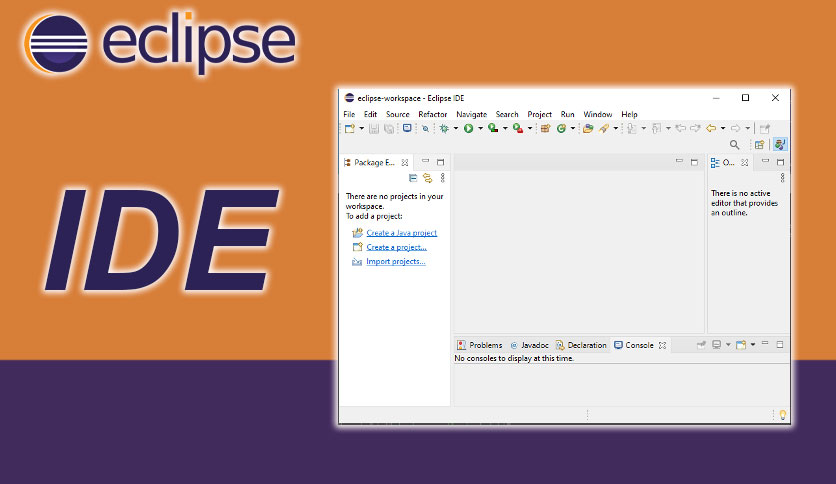 eclipse
IDE
eclipse-workspace - Eclipse IDE
File Edit Source Refactor Navigate Search Project Run Window Help
Package E...
O...
There are no projects in your
workspace.
To add a project:
Create a Java project
Create a project...
Import projects...
There is no active
editor that provides
an outline.
Problems Javadoc Declaration Console
No consoles to display at this time.